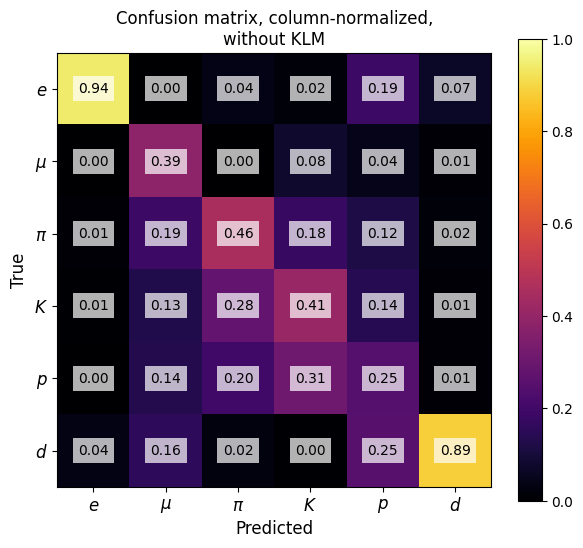 Confusion matrix, column-normalized,
without KLM
True
e 0.94 0.00 0.04 0.02 0.19 0.07
μ 0.00 0.39 0.00 0.08 0.04 0.01
π 0.01 0.19 0.46 0.18 0.12 0.02
K 0.01 0.13 0.28 0.41 0.14 0.01
p 0.00 0.14 0.20 0.31 0.25 0.01
d 0.04 0.16 0.02 0.00 0.25 0.89
e μ π K p d
Predicted
1.0
0.8
0.6
0.4
0.2
0.0